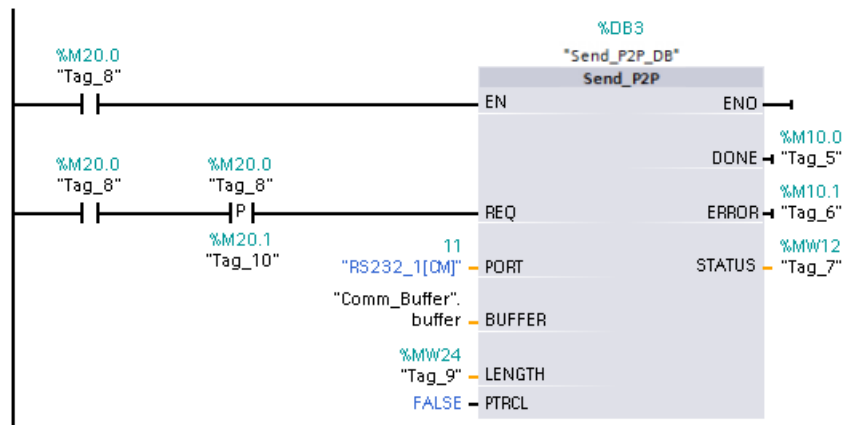 %DB3
"Send_P2P_DB"
Send_P2P
%M20.0
"Tag_8"
EN
ENO
%M20.0
"Tag_8"
%M20.0
"Tag_8"
P
%M20.1
"Tag_10"
REQ
DONE
%M10.0
"Tag_5"
ERROR
%M10.1
"Tag_6"
11
"RS232_1[CM]"
PORT
STATUS
%MW12
"Tag_7"
"Comm_Buffer".
buffer
BUFFER
%MW24
"Tag_9"
LENGTH
FALSE
PTRCL